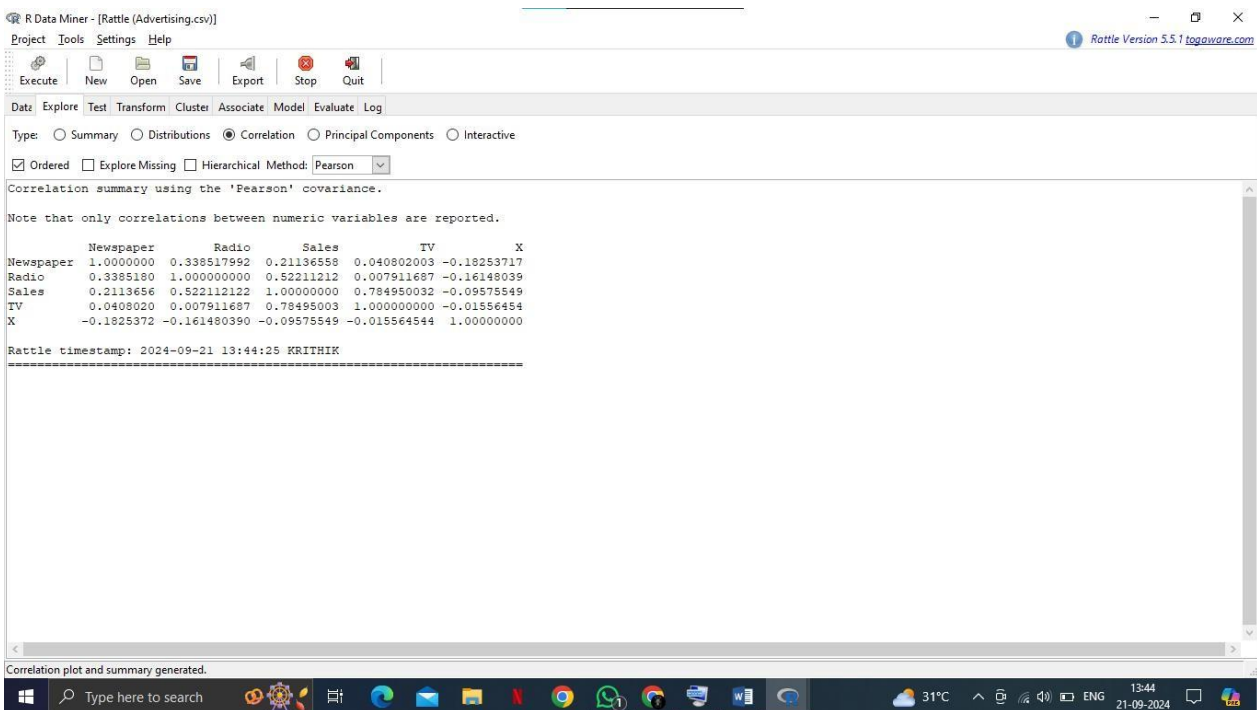 R Data Miner - [Rattle (Advertising.csv)]
Project Tools Settings Help
Rattle Version 5.5.1 togaware.com
Execute New Open Save Export Stop Quit
Data Explore Test Transform Cluster Associate Model Evaluate Log
Type: Summary Distributions Correlation Principal Components Interactive
Ordered Explore Missing Hierarchical Method: Pearson
Correlation summary using the 'Pearson' covariance.
Note that only correlations between numeric variables are reported.
Newspaper Radio Sales TV X
Newspaper 1.0000000 0.338517992 0.21136558 0.040802003 -0.18253717
Radio 0.3385180 1.000000000 0.52211212 0.007911687 -0.16148039
Sales 0.2113656 0.522112122 1.00000000 0.784950032 -0.09575549
TV 0.0408020 0.007911687 0.78495003 1.000000000 -0.01556454
X -0.1825372 -0.161480390 -0.09575549 -0.015564544 1.00000000
Rattle timestamp: 2024-09-21 13:44:25 KRITHIK
======================================================================
Correlation plot and summary generated.
Type here to search
31°C
ENG
13:44
21-09-2024